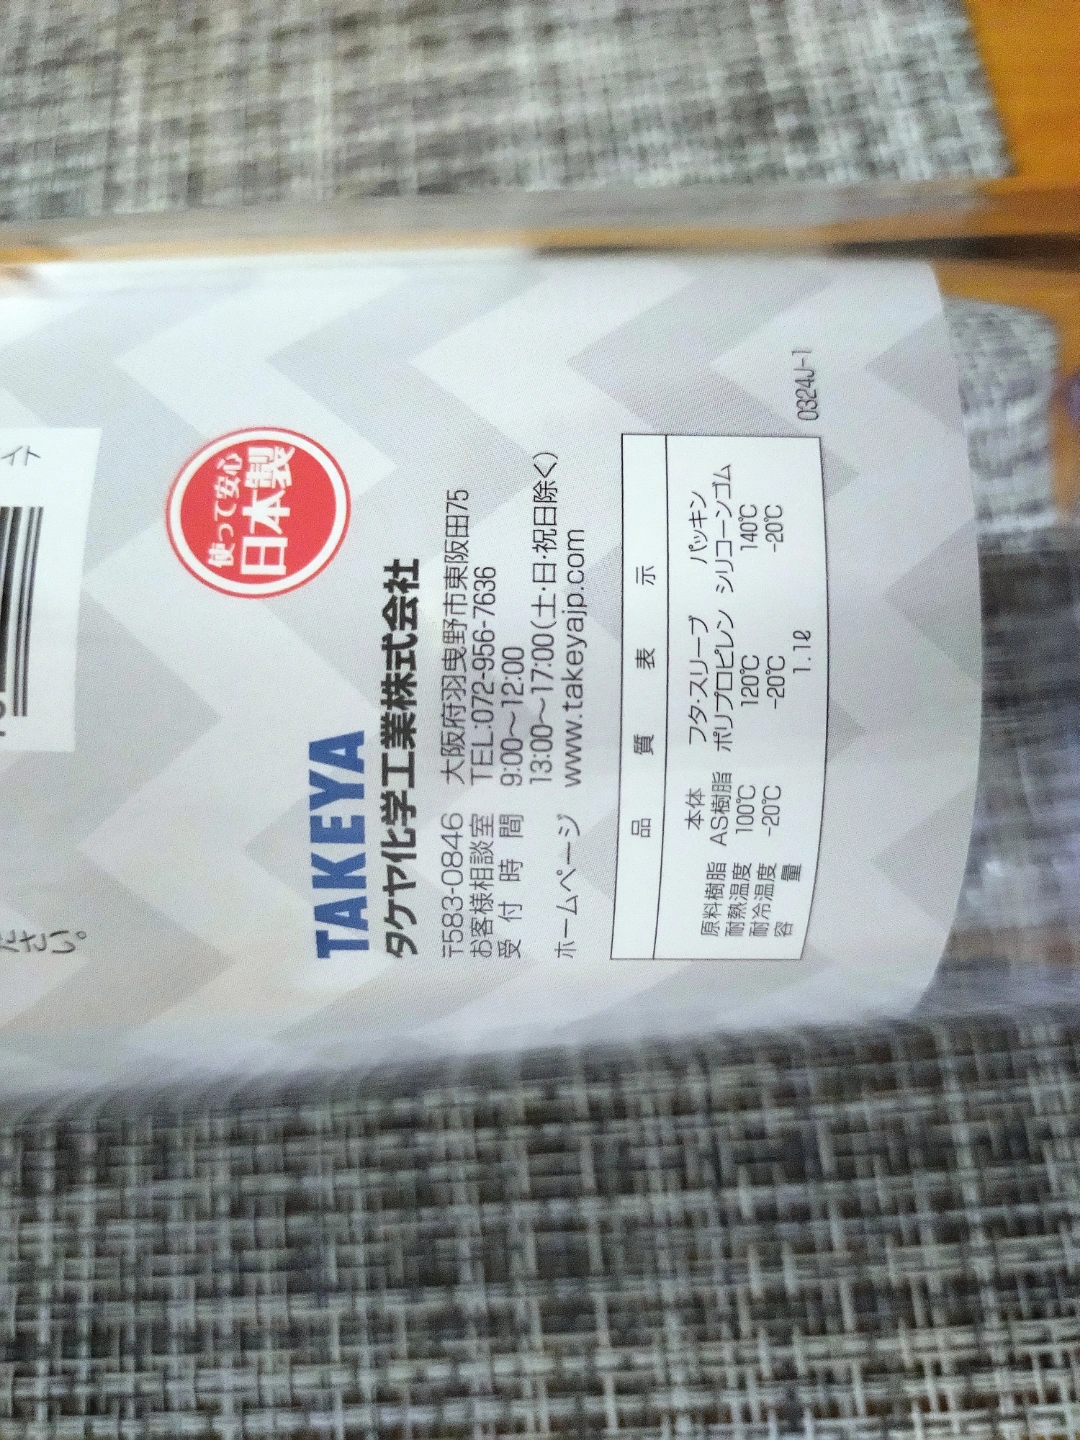 イト
ださい。
使って安心
日本製
TAKEYA
タケヤ化学工業株式会社
〒583-0846 大阪府羽曳野市東阪田75
お客様相談室 TEL:072-956-7636
受付時間 9:00〜12:00
13:00〜17:00(土・日・祝日除く)
ホームページ www.takeyajp.com
品質表示
本体 フタ・スリーブ パッキン
原料樹脂 AS樹脂 ポリプロピレン シリコーンゴム
耐熱温度 100℃ 120℃ 140℃
耐冷温度 -20℃ -20℃ -20℃
容量 1.1ℓ
0324J-1